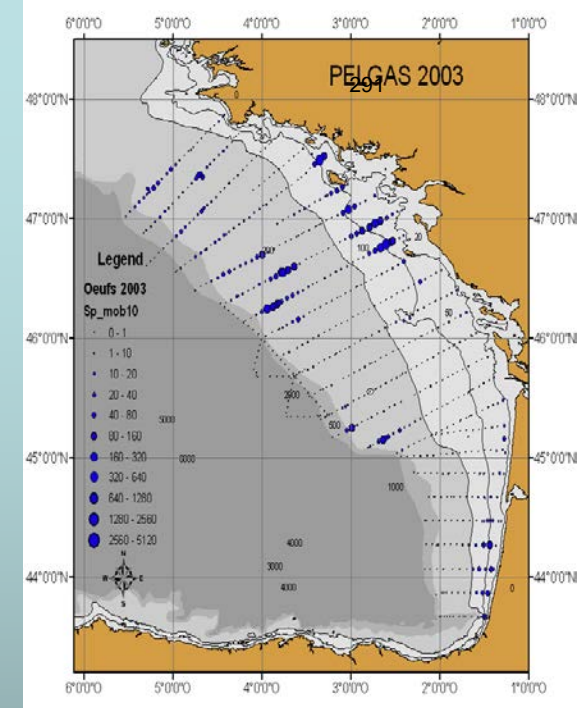 6°0'0"O 5°0'0"O 4°0'0"O 3°0'0"O 2°0'0"O 1°0'0"O
PELGAS 2003
291
48°0'0"N 48°0'0"N
0
47°0'0"N 47°0'0"N
20
100
Legend
Oeufs 2003
Sp_mob10
0 - 1
1 - 10
10 - 20
20 - 40
40 - 80
80 - 160
160 - 320
320 - 640
640 - 1280
1280 - 2560
2560 - 5120
46°0'0"N 46°0'0"N
50
5000
500
45°0'0"N 45°0'0"N
1000
4000
3000
4000
44°0'0"N 44°0'0"N
0
N
W E
S
6°0'0"O 5°0'0"O 4°0'0"O 3°0'0"O 2°0'0"O 1°0'0"O